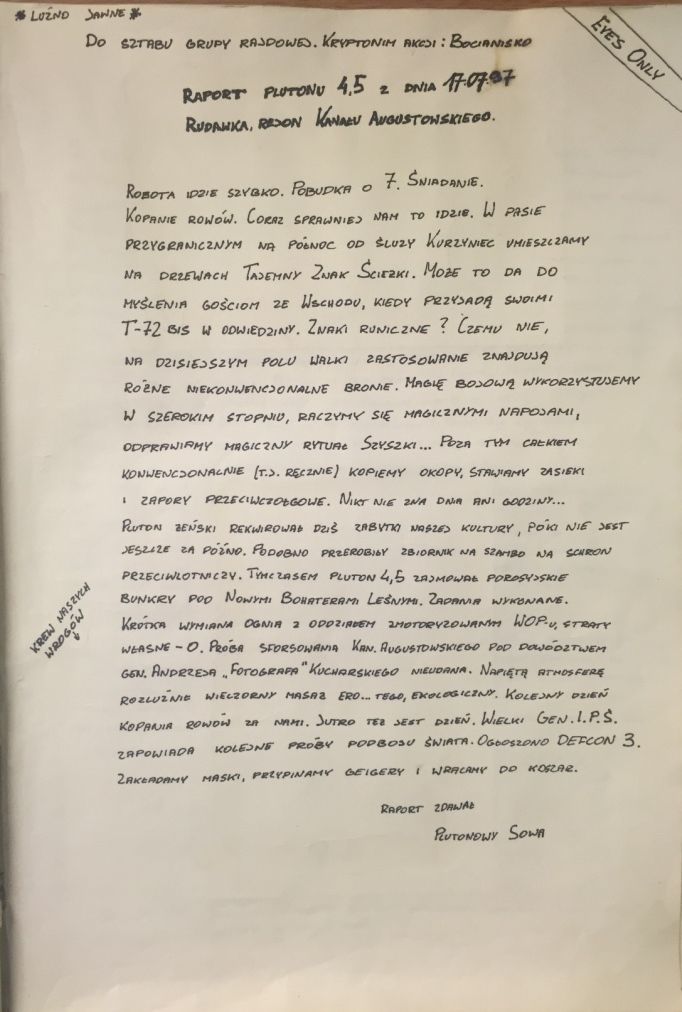 * LUŹNO JAWNE *
EYES ONLY
DO SZTABU GRUPY RAJDOWEJ. KRYPTONIM AKCJI: BOCIANISKO
RAPORT PLUTONU 4,5 Z DNIA 17.07.97
RUDAWKA, REJON KANAŁU AUGUSTOWSKIEGO.
ROBOTA IDZIE SZYBKO. POBUDKA O 7. ŚNIADANIE.
KOPANIE ROWÓW. CORAZ SPRAWNIEJ NAM TO IDZIE. W PASIE
PRZYGRANICZNYM NA PÓŁNOC OD ŚLUZY KURZYNIEC UMIESZCZAMY
NA DRZEWACH TAJEMNY ZNAK ŚCIEŻKI. MOŻE TO DA DO
MYŚLENIA GOŚCIOM ZE WSCHODU, KIEDY PRZYJADĄ SWOIMI
T-72 BIS W ODWIEDZINY. ZNAKI RUNICZNE? CZEMU NIE,
NA DZISIEJSZYM POLU WALKI ZASTOSOWANIE ZNAJDUJĄ
RÓŻNE NIEKONWENCJONALNE BRONIE. MAGIĘ BOJOWĄ WYKORZYSTUJEMY
W SZEROKIM STOPNIU, RACZYMY SIĘ MAGICZNYMI NAPOJAMI,
ODPRAWIAMY MAGICZNY RYTUAŁ SZYSZKI... POZA TYM CAŁKIEM
KONWENCJONALNIE (T.J. RĘCZNIE) KOPIEMY OKOPY, STAWIAMY ZASIEKI
I ZAPORY PRZECIWCZOŁGOWE. NIKT NIE ZNA DNIA ANI GODZINY...
PLUTON ŻEŃSKI REKWIROWAŁ DZIŚ ZABYTKI NASZEJ KULTURY, PÓKI NIE JEST
JESZCZE ZA PÓŹNO. PODOBNO PRZEROBIŁY ZBIORNIK NA SZAMBO NA SCHRON
PRZECIWLOTNICZY. TYMCZASEM PLUTON 4,5 ZAJMOWAŁ POROSYJSKIE
BUNKRY POD NOWYMI BOHATERAMI LEŚNYMI. ZADANIA WYKONANE.
KRÓTKA WYMIANA OGNIA Z ODDZIAŁEM ZMOTORYZOWANYM WOP-U, STRATY
WŁASNE - 0. PRÓBA SFORSOWANIA KAN. AUGUSTOWSKIEGO POD DOWÓDZTWEM
GEN. ANDRZEJA „FOTOGRAFA" KUCHARSKIEGO NIEUDANA. NAPIĘTĄ ATMOSFERĘ
ROZLUŹNIŁ WIECZORNY MASAŻ ERO... TEGO, EKOLOGICZNY. KOLEJNY DZIEŃ
KOPANIA ROWÓW ZA NAMI. JUTRO TEŻ JEST DZIEŃ. WIELKI GEN. I.P.Ś.
ZAPOWIADA KOLEJNE PRÓBY PODBOJU ŚWIATA. OGŁOSZONO DEFCON 3.
ZAKŁADAMY MASKI, PRZYPINAMY GEIGERY I WRACAMY DO KOSZAR.
RAPORT ZDAWAŁ
PLUTONOWY SOWA
KREW NASZYCH
WROGÓW